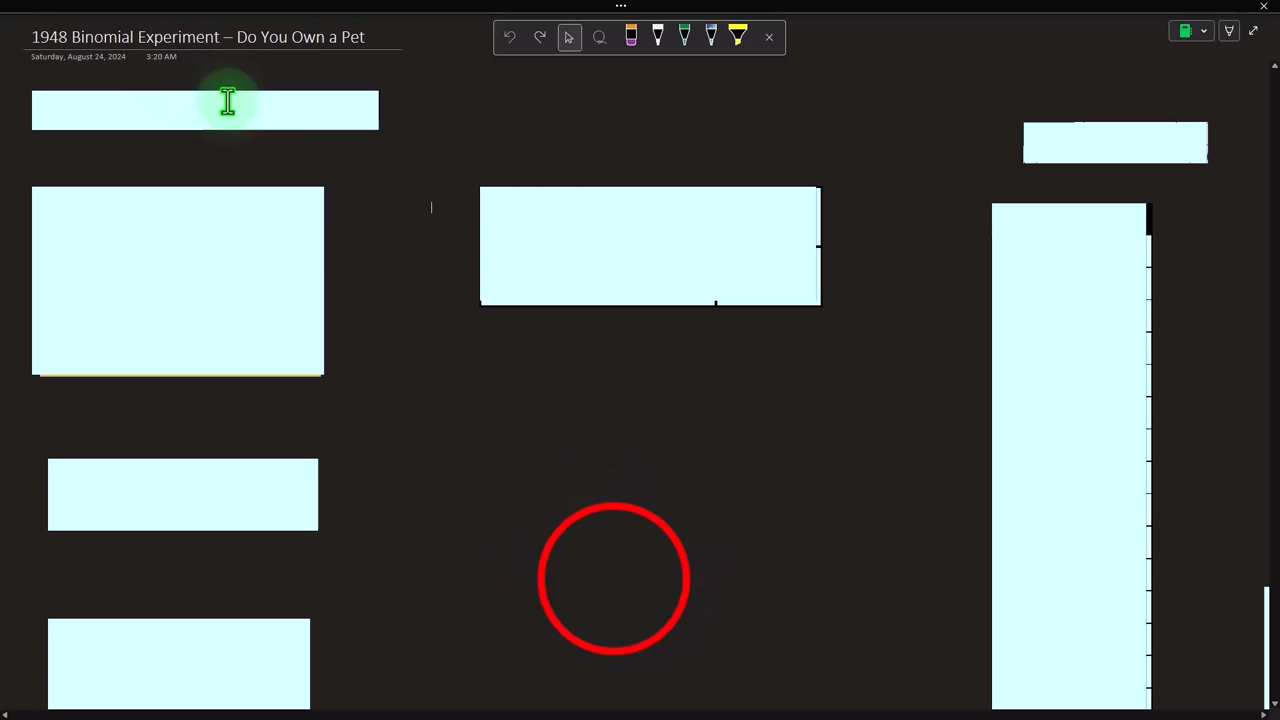 1948 Binomial Experiment – Do You Own a Pet
Saturday, August 24, 2024 3:20 AM